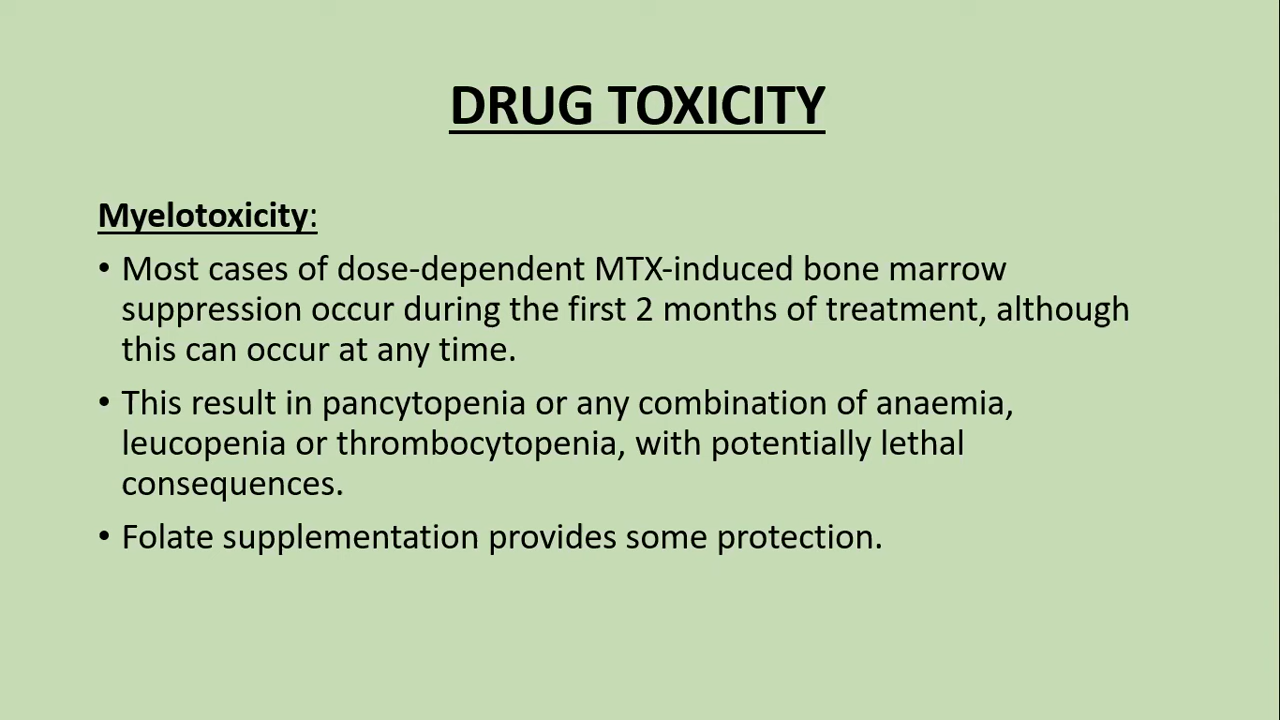 DRUG TOXICITY
Myelotoxicity:
• Most cases of dose-dependent MTX-induced bone marrow
suppression occur during the first 2 months of treatment, although
this can occur at any time.
• This result in pancytopenia or any combination of anaemia,
leucopenia or thrombocytopenia, with potentially lethal
consequences.
• Folate supplementation provides some protection.